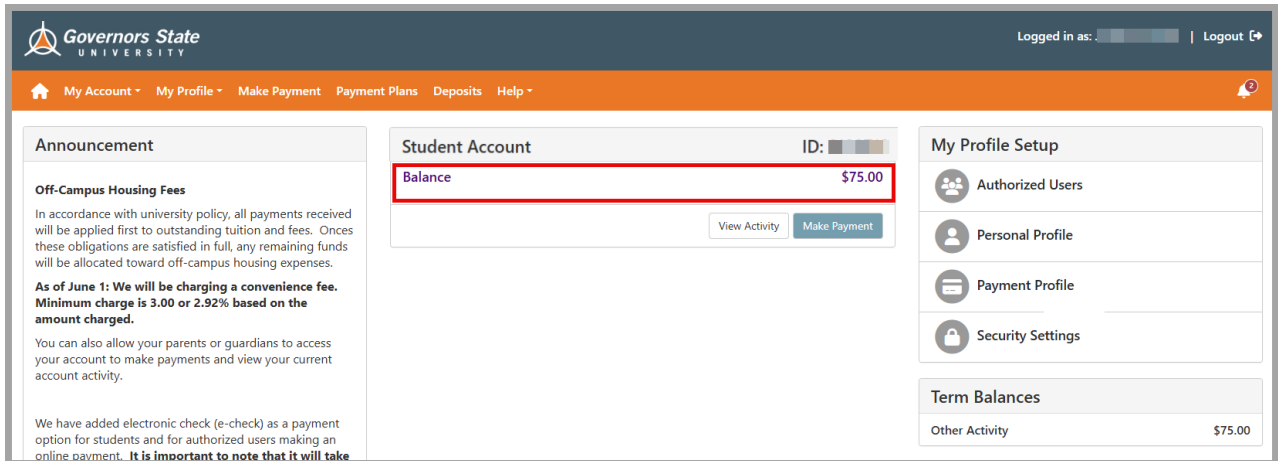 Governors State
UNIVERSITY
Logged in as:
| Logout
My Account
My Profile
Make Payment
Payment Plans
Deposits
Help
2
Announcement
Off-Campus Housing Fees
In accordance with university policy, all payments received
will be applied first to outstanding tuition and fees. Onces
these obligations are satisfied in full, any remaining funds
will be allocated toward off-campus housing expenses.
As of June 1: We will be charging a convenience fee.
Minimum charge is 3.00 or 2.92% based on the
amount charged.
You can also allow your parents or guardians to access
your account to make payments and view your current
account activity.
We have added electronic check (e-check) as a payment
option for students and for authorized users making an
online payment. It is important to note that it will take
Student Account ID:
Balance $75.00
View Activity
Make Payment
My Profile Setup
Authorized Users
Personal Profile
Payment Profile
Security Settings
Term Balances
Other Activity $75.00